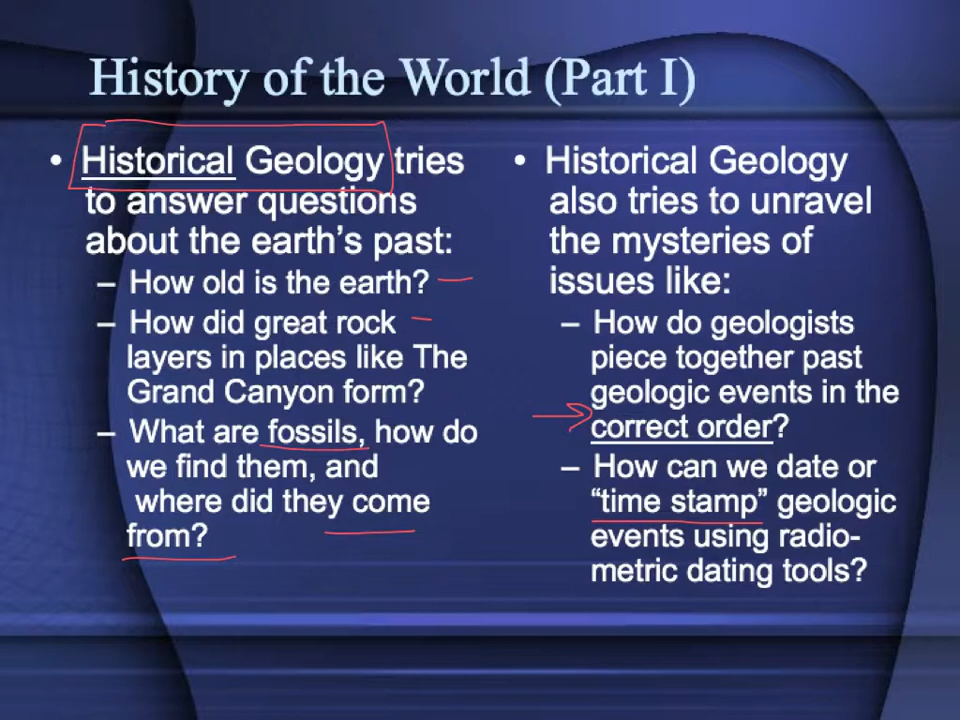 History of the World (Part I)
• Historical Geology tries
to answer questions
about the earth's past:
– How old is the earth?
– How did great rock
layers in places like The
Grand Canyon form?
– What are fossils, how do
we find them, and
where did they come
from?
• Historical Geology
also tries to unravel
the mysteries of
issues like:
– How do geologists
piece together past
geologic events in the
correct order?
– How can we date or
“time stamp” geologic
events using radio-
metric dating tools?